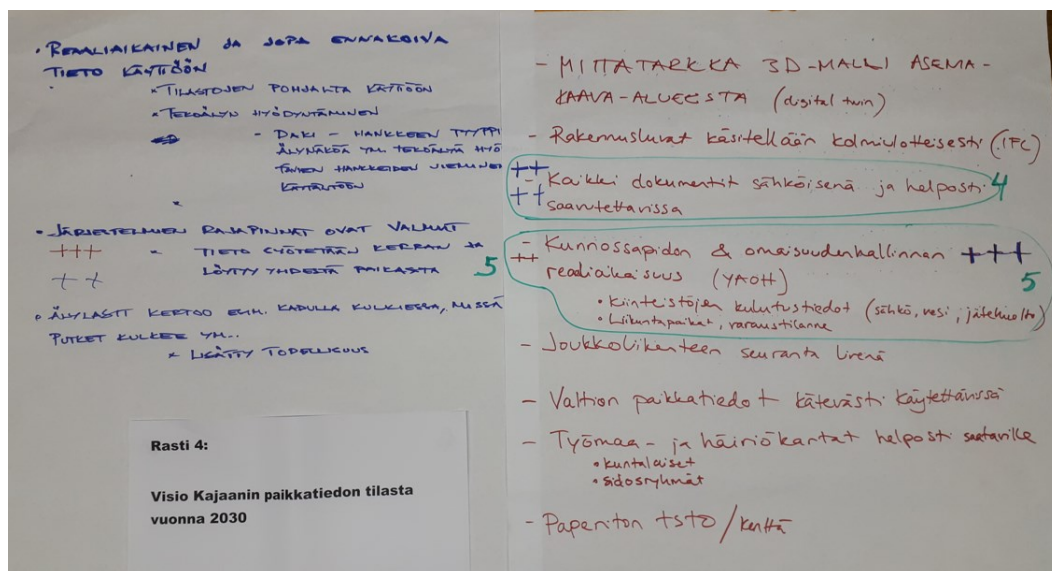 • REAALIAIKAINEN JA JOPA ENNAKOIVA
TIETO KÄYTTÖÖN
* TILASTOJEN POHJALTA KÄYTTÖÖN
* TEKOÄLYN HYÖDYNTÄMINEN
- DAKI - HANKKEEN TYYPPI
ÄLYNÄKÖÄ YM. TEKOÄLYÄ HYÖ
TÄVIEN HANKKEIDEN VIEMINEN
KÄYTÄNTÖÖN
• JÄRJESTELMIEN RAJAPINNAT OVAT VALMIIT
+++ * TIETO SYÖTETÄÄN KERRAN JA
++ LÖYTYY YHDESTÄ PAIKASTA 5
• ÄLYLASIT KERTOO ESIM. KADULLA KULKIESSA, MISSÄ
PUTKET KULKEE YM...
* LISÄTTY TODELLISUUS
Rasti 4:
Visio Kajaanin paikkatiedon tilasta
vuonna 2030
- MITTATARKKA 3D-MALLI ASEMA-
KAAVA-ALUEESTA (digital twin)
- Rakennusluvat käsitellään kolmiulotteisesti (IFC)
++ - Kaikki dokumentit sähköisenä ja helposti 4
++ saavutettavissa
- Kunnossapidon & omaisuudenhallinnan +++
++ reaaliaikaisuus (YAOH) 5
• Kiinteistöjen kulutustiedot (sähkö, vesi, jätehuolto)
• Liikuntapaikat, varaustilanne
- Joukkoliikenteen seuranta livenä
- Valtion paikkatiedot kätevästi käytettävissä
- Työmaa- ja häiriökartat helposti saataville
• kuntalaiset
• sidosryhmät
- Paperiton tsto / kenttä